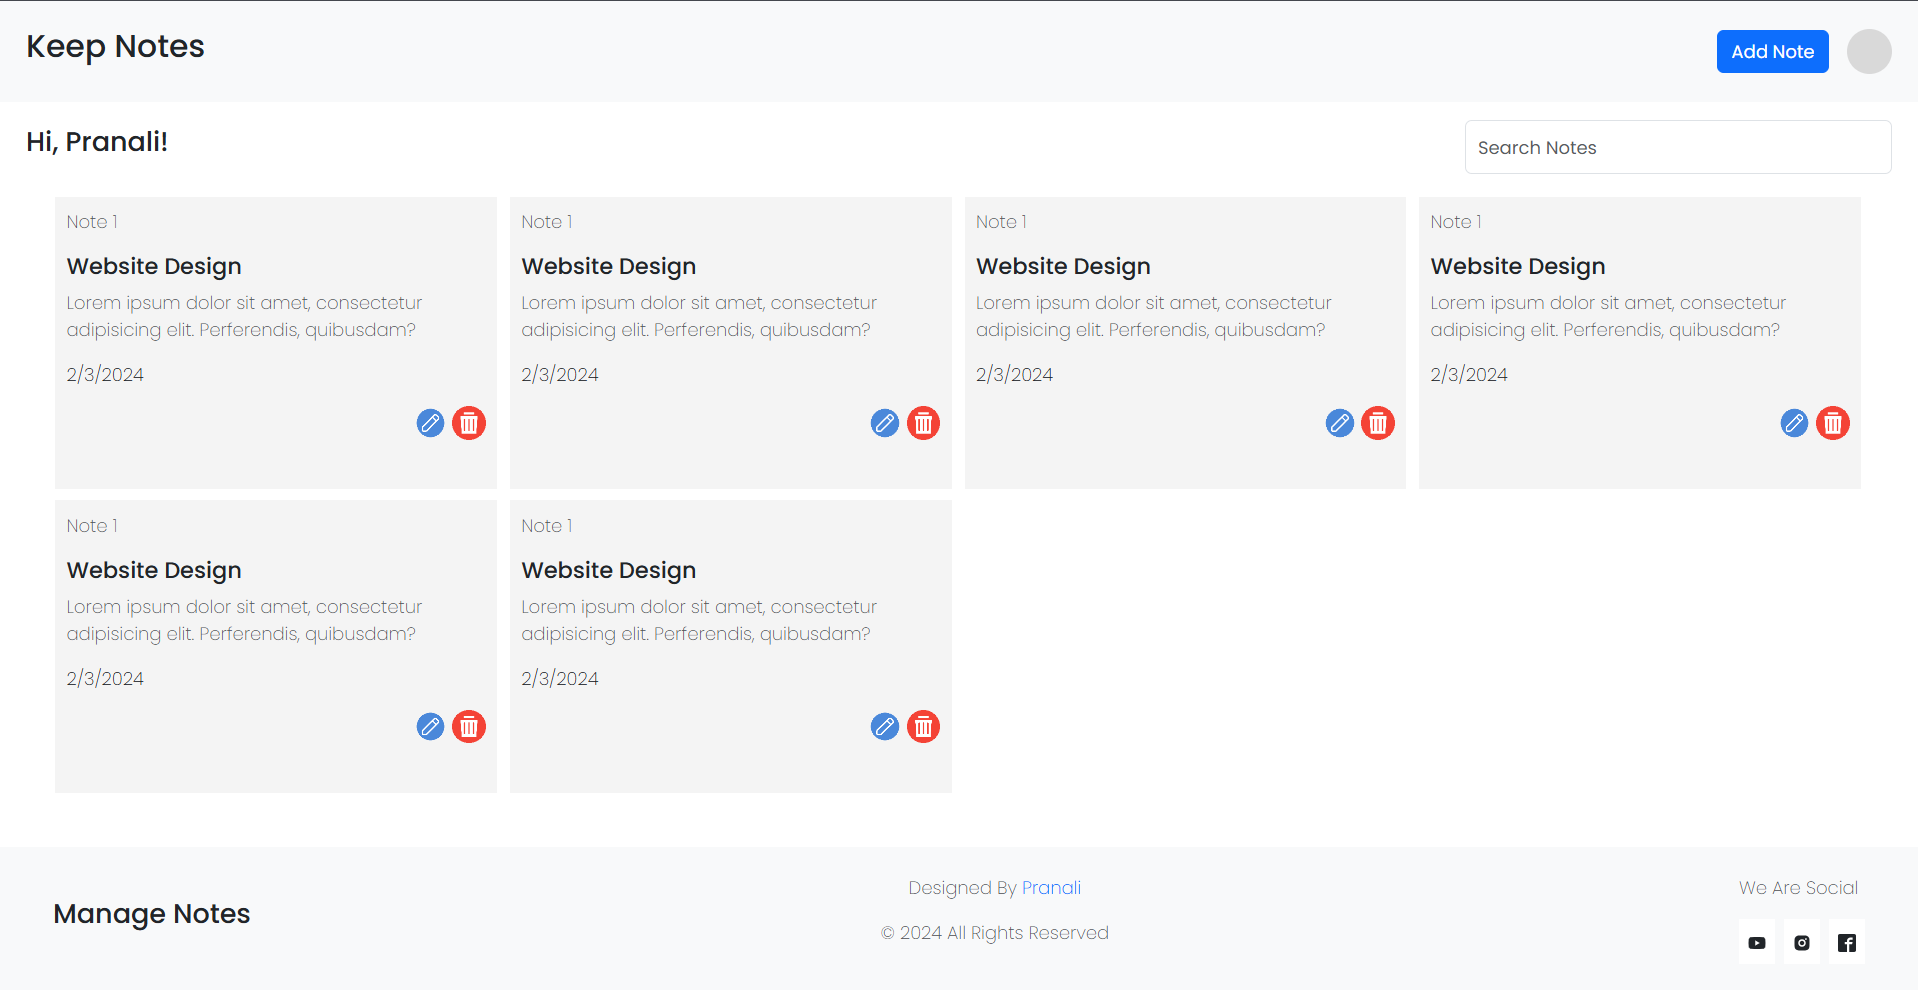 Keep Notes
Add Note
Hi, Pranali!
Search Notes
Note 1
Website Design
Lorem ipsum dolor sit amet, consectetur
adipisicing elit. Perferendis, quibusdam?
2/3/2024
Note 1
Website Design
Lorem ipsum dolor sit amet, consectetur
adipisicing elit. Perferendis, quibusdam?
2/3/2024
Note 1
Website Design
Lorem ipsum dolor sit amet, consectetur
adipisicing elit. Perferendis, quibusdam?
2/3/2024
Note 1
Website Design
Lorem ipsum dolor sit amet, consectetur
adipisicing elit. Perferendis, quibusdam?
2/3/2024
Note 1
Website Design
Lorem ipsum dolor sit amet, consectetur
adipisicing elit. Perferendis, quibusdam?
2/3/2024
Note 1
Website Design
Lorem ipsum dolor sit amet, consectetur
adipisicing elit. Perferendis, quibusdam?
2/3/2024
Manage Notes
Designed By Pranali
© 2024 All Rights Reserved
We Are Social